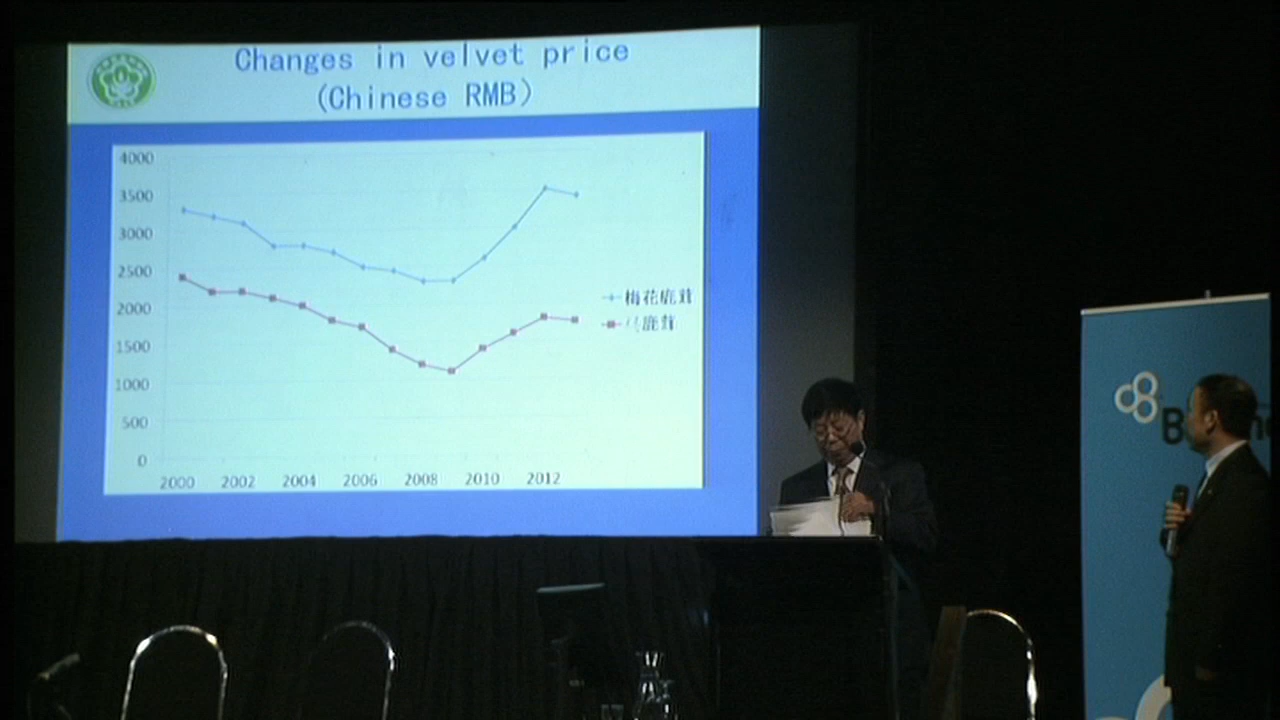 Changes in velvet price
(Chinese RMB)
4000
3500
3000
2500
2000
1500
1000
500
0
2000 2002 2004 2006 2008 2010 2012
梅花鹿茸
马鹿茸